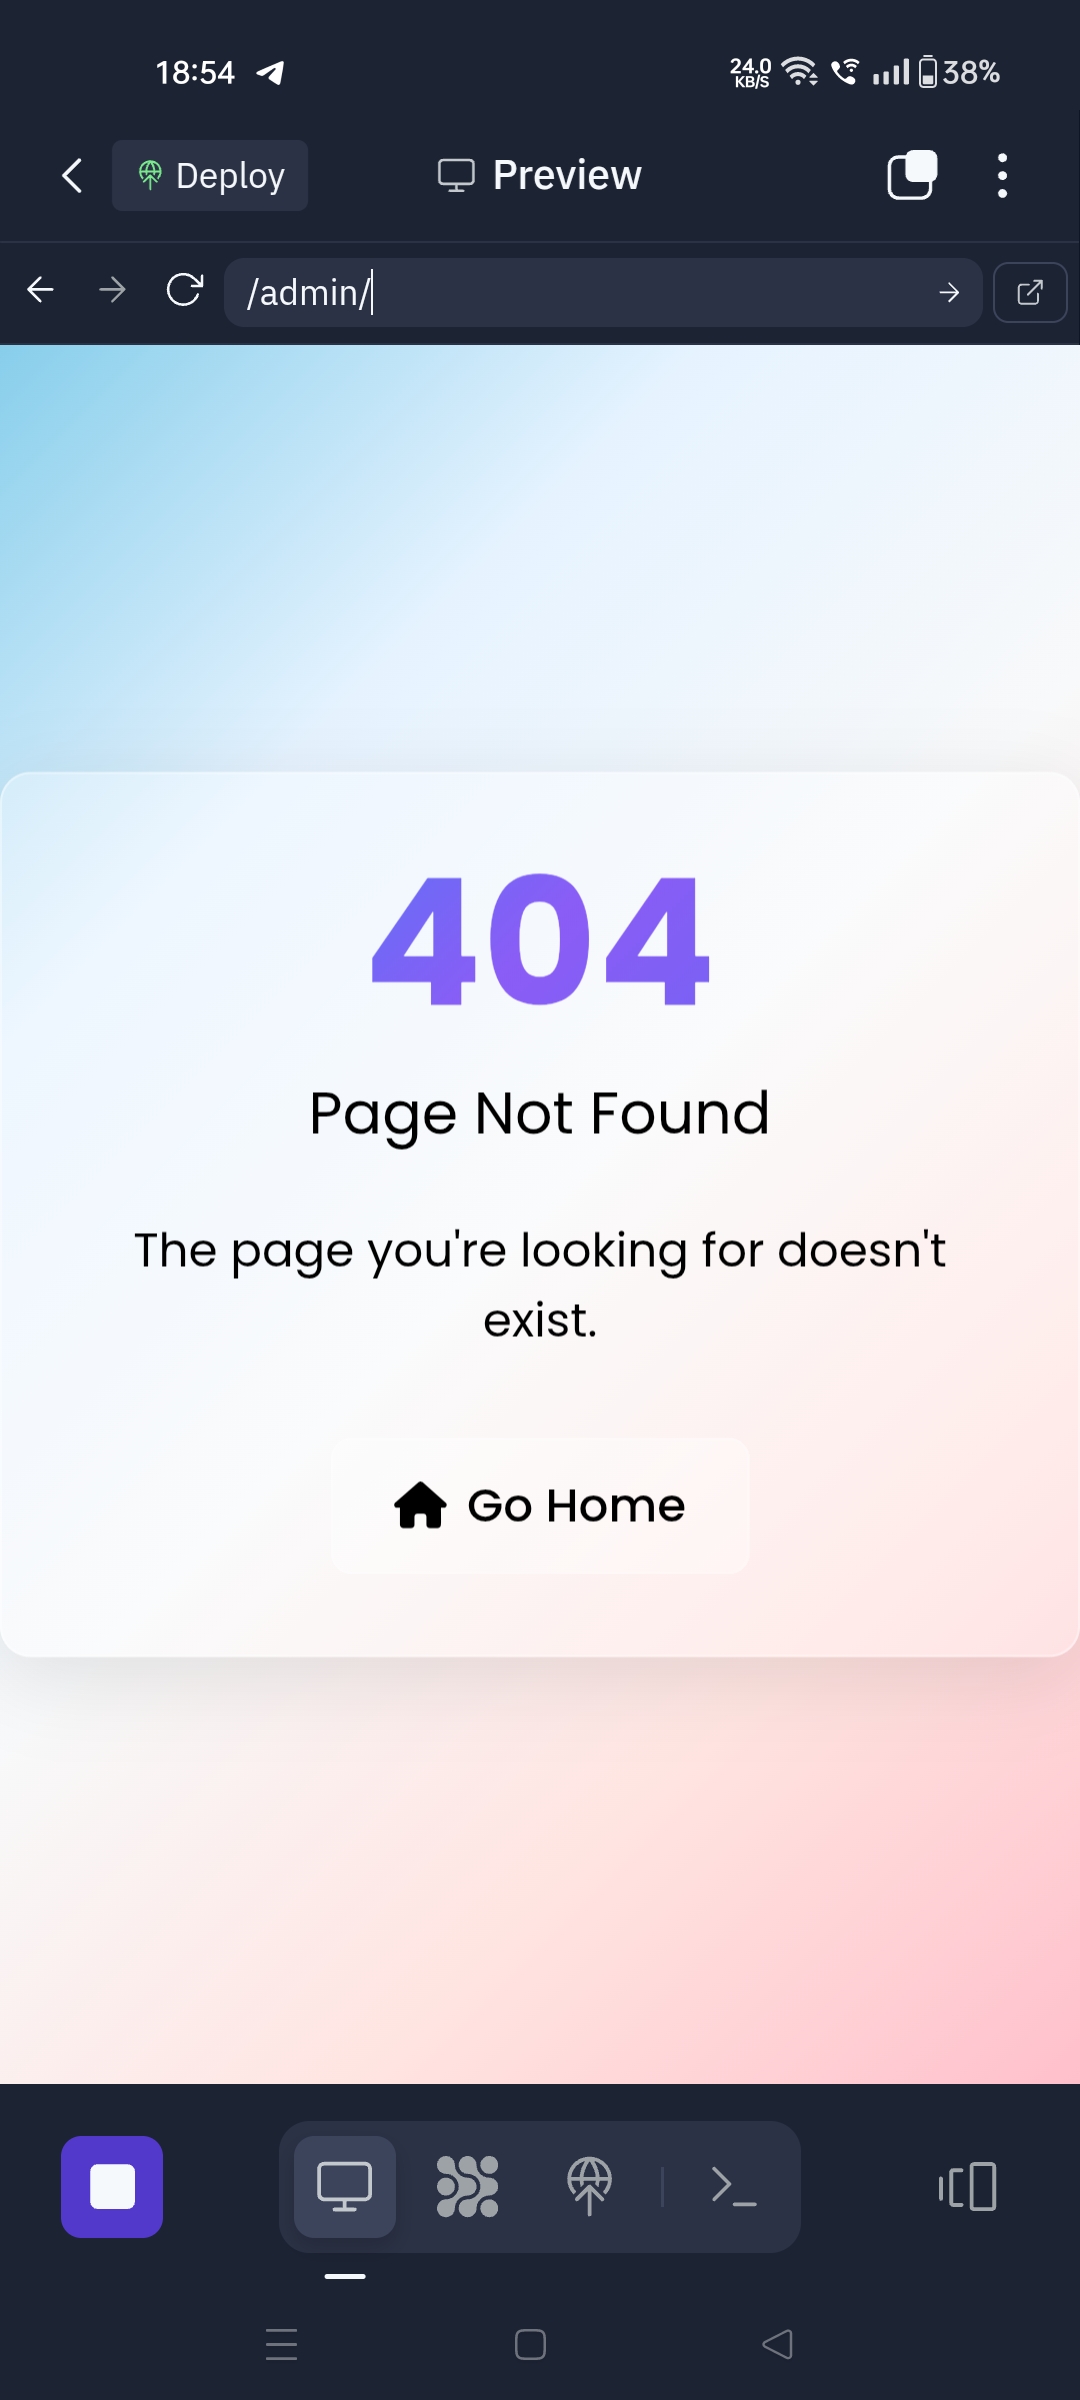 18:54
24.0
KB/S
38%
Deploy
Preview
/admin/
404
Page Not Found
The page you're looking for doesn't
exist.
Go Home